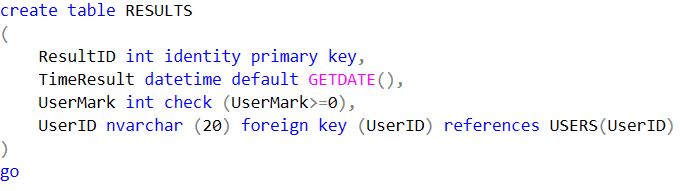 create table RESULTS
(
ResultID int identity primary key,
TimeResult datetime default GETDATE(),
UserMark int check (UserMark>=0),
UserID nvarchar (20) foreign key (UserID) references USERS(UserID)
)
go